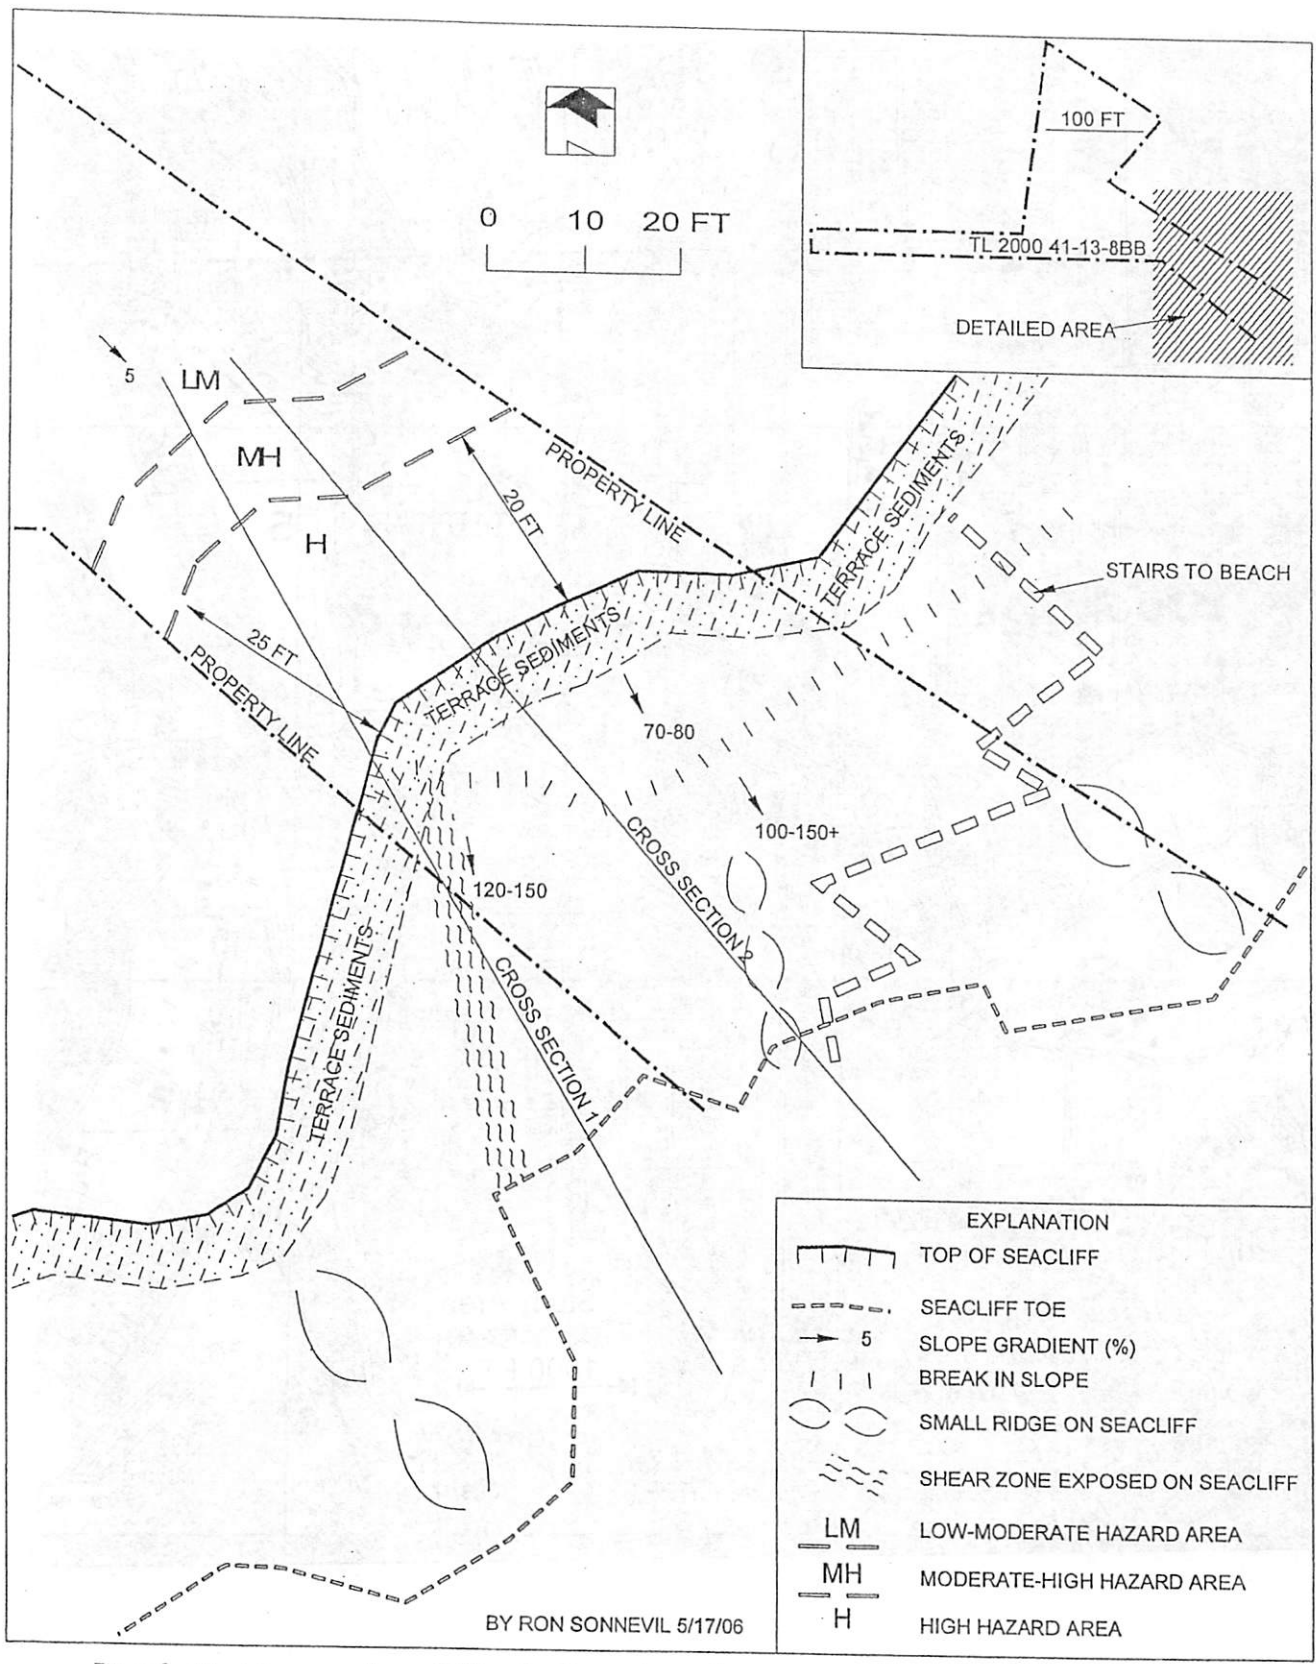 0 10 20 FT
100 FT
TL 2000 41-13-8BB
DETAILED AREA
5
LM
MH
H
20 FT
25 FT
PROPERTY LINE
PROPERTY LINE
TERRACE SEDIMENTS
TERRACE SEDIMENTS
TERRACE SEDIMENTS
STAIRS TO BEACH
70-80
100-150+
120-150
CROSS SECTION 2
CROSS SECTION 1
EXPLANATION
TOP OF SEACLIFF
SEACLIFF TOE
5 SLOPE GRADIENT (%)
BREAK IN SLOPE
SMALL RIDGE ON SEACLIFF
SHEAR ZONE EXPOSED ON SEACLIFF
LM LOW-MODERATE HAZARD AREA
MH MODERATE-HIGH HAZARD AREA
H HIGH HAZARD AREA
BY RON SONNEVIL 5/17/06